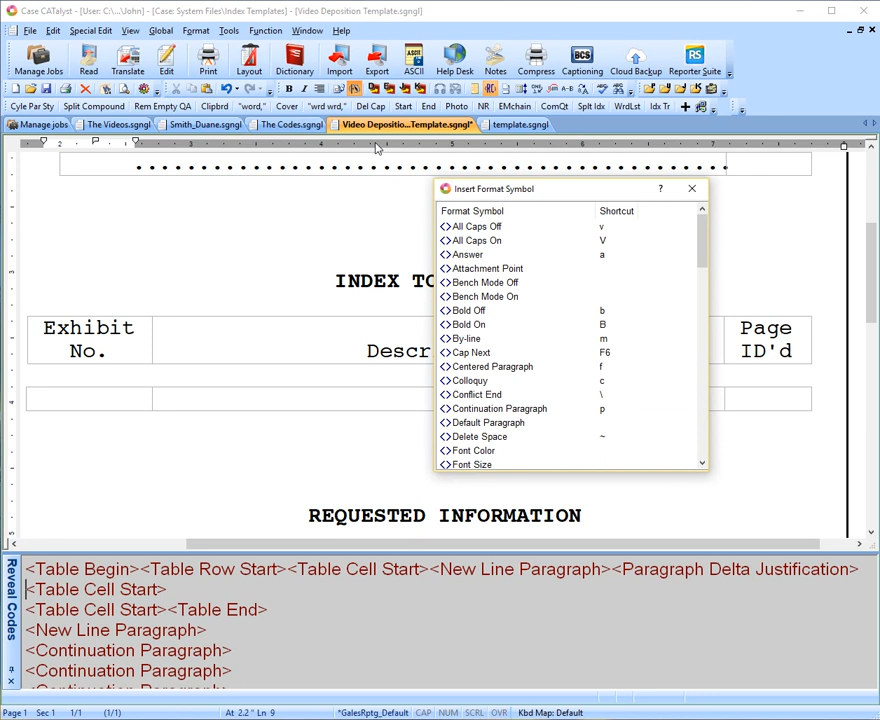 Case CATalyst - [User: C:\...\John] - [Case: System Files\Index Templates] - [Video Deposition Template.sgngl]
File Edit Special Edit View Global Format Tools Function Window Help
Manage Jobs Read Translate Edit Print Layout Dictionary Import Export ASCII Help Desk Notes Compress Captioning Cloud Backup Reporter Suite
Cyle Par Sty Split Compound Rem Empty QA Clipbrd "word," Cover "wrd wrd," Del Cap Start End Photo NR EMchain ComQt Splt Idx WrdLst Idx Tr
Manage jobs The Videos.sgngl Smith_Duane.sgngl The Codes.sgngl Video Depositio...Template.sgngl* template.sgngl
2 3 4 5 6 7
Insert Format Symbol
Format Symbol Shortcut
All Caps Off v
All Caps On V
Answer a
Attachment Point
Bench Mode Off
Bench Mode On
Bold Off b
Bold On B
By-line m
Cap Next F6
Centered Paragraph f
Colloquy c
Conflict End \
Continuation Paragraph p
Default Paragraph
Delete Space ~
Font Color
Font Size
INDEX TO
Exhibit No. Descr Page ID'd
REQUESTED INFORMATION
Reveal Codes
<Table Begin><Table Row Start><Table Cell Start><New Line Paragraph><Paragraph Delta Justification>
<Table Cell Start>
<Table Cell Start><Table End>
<New Line Paragraph>
<Continuation Paragraph>
<Continuation Paragraph>
<Continuation Paragraph>
Page 1 Sec 1 1/1 (1/1) At 2.2" Ln 9 *GalesRptg_Default CAP NUM SCRL OVR Kbd Map: Default